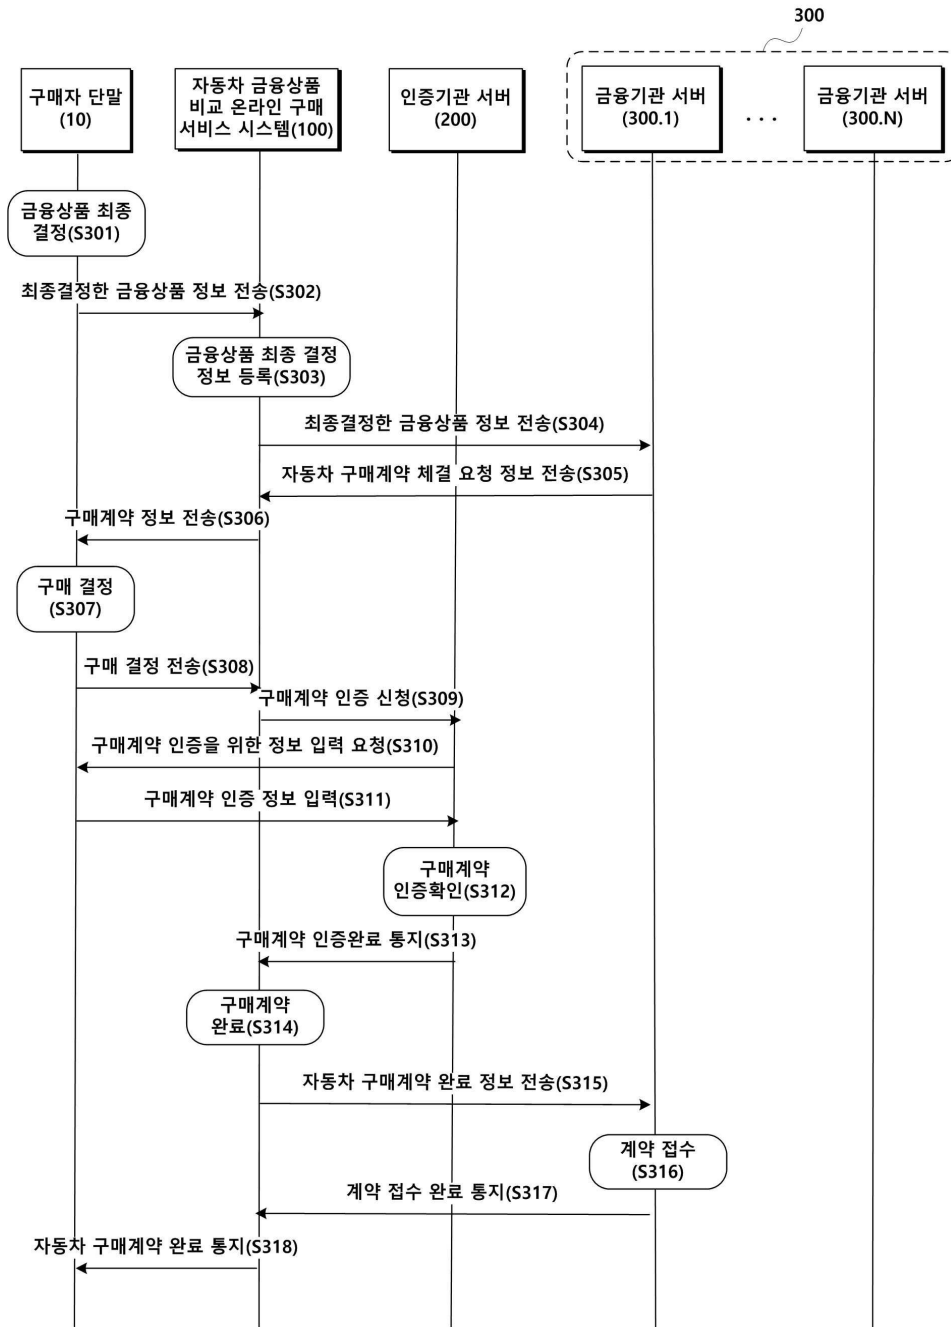 300
구매자 단말
(10)
자동차 금융상품
비교 온라인 구매
서비스 시스템(100)
인증기관 서버
(200)
금융기관 서버
(300.1)
. . .
금융기관 서버
(300.N)
금융상품 최종
결정(S301)
최종결정한 금융상품 정보 전송(S302)
금융상품 최종 결정
정보 등록(S303)
최종결정한 금융상품 정보 전송(S304)
자동차 구매계약 체결 요청 정보 전송(S305)
구매계약 정보 전송(S306)
구매 결정
(S307)
구매 결정 전송(S308)
구매계약 인증 신청(S309)
구매계약 인증을 위한 정보 입력 요청(S310)
구매계약 인증 정보 입력(S311)
구매계약
인증확인(S312)
구매계약 인증완료 통지(S313)
구매계약
완료(S314)
자동차 구매계약 완료 정보 전송(S315)
계약 접수
(S316)
계약 접수 완료 통지(S317)
자동차 구매계약 완료 통지(S318)